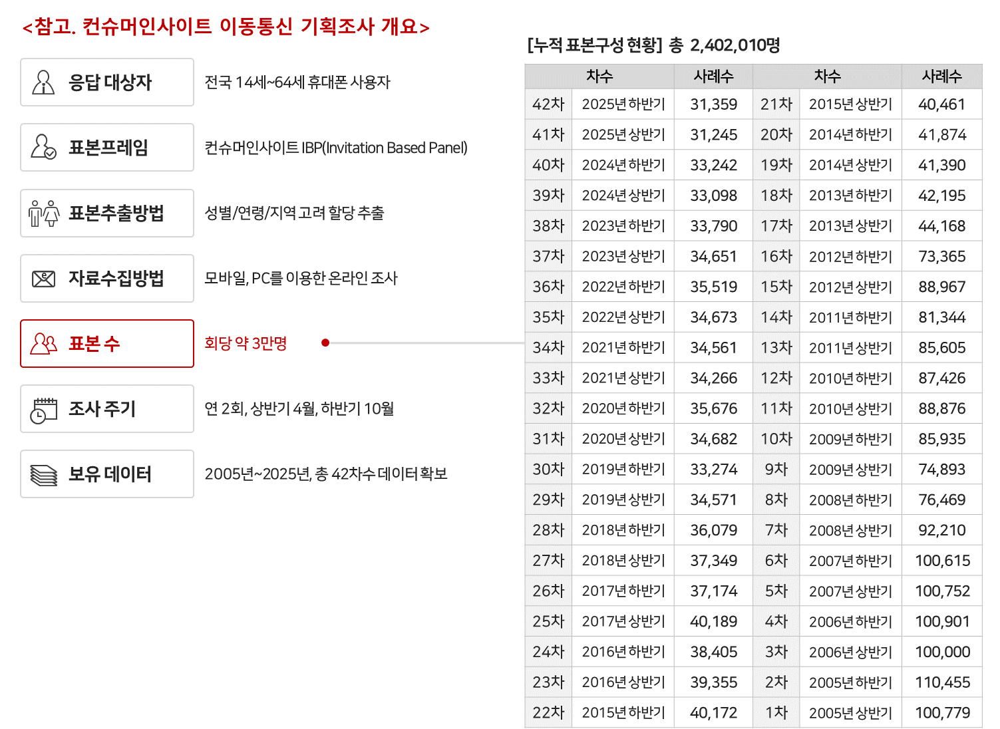 <참고. 컨슈머인사이트 이동통신 기획조사 개요>
응답 대상자 전국 14세~64세 휴대폰 사용자
표본프레임 컨슈머인사이트 IBP(Invitation Based Panel)
표본추출방법 성별/연령/지역 고려 할당 추출
자료수집방법 모바일, PC를 이용한 온라인 조사
표본 수 회당 약 3만명
조사 주기 연 2회, 상반기 4월, 하반기 10월
보유 데이터 2005년~2025년, 총 42차수 데이터 확보
[누적 표본구성 현황] 총 2,402,010명
차수 사례수 차수 사례수
42차 2025년 하반기 31,359 21차 2015년 상반기 40,461
41차 2025년 상반기 31,245 20차 2014년 하반기 41,874
40차 2024년 하반기 33,242 19차 2014년 상반기 41,390
39차 2024년 상반기 33,098 18차 2013년 하반기 42,195
38차 2023년 하반기 33,790 17차 2013년 상반기 44,168
37차 2023년 상반기 34,651 16차 2012년 하반기 73,365
36차 2022년 하반기 35,519 15차 2012년 상반기 88,967
35차 2022년 상반기 34,673 14차 2011년 하반기 81,344
34차 2021년 하반기 34,561 13차 2011년 상반기 85,605
33차 2021년 상반기 34,266 12차 2010년 하반기 87,426
32차 2020년 하반기 35,676 11차 2010년 상반기 88,876
31차 2020년 상반기 34,682 10차 2009년 하반기 85,935
30차 2019년 하반기 33,274 9차 2009년 상반기 74,893
29차 2019년 상반기 34,571 8차 2008년 하반기 76,469
28차 2018년 하반기 36,079 7차 2008년 상반기 92,210
27차 2018년 상반기 37,349 6차 2007년 하반기 100,615
26차 2017년 하반기 37,174 5차 2007년 상반기 100,752
25차 2017년 상반기 40,189 4차 2006년 하반기 100,901
24차 2016년 하반기 38,405 3차 2006년 상반기 100,000
23차 2016년 상반기 39,355 2차 2005년 하반기 110,455
22차 2015년 하반기 40,172 1차 2005년 상반기 100,779